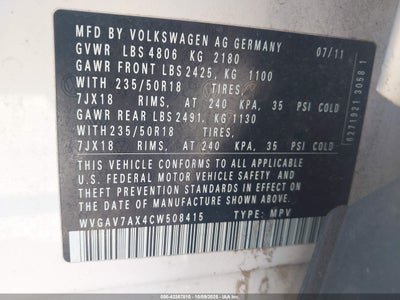 MFD BY VOLKSWAGEN AG GERMANY
GVWR LBS 4806 KG 2180 07/11
GAWR FRONT LBS 2425, KG 1100
WITH 235/50R18 TIRES,
7JX18 RIMS, AT 240 KPA, 35 PSI COLD
GAWR REAR LBS 2491, KG 1130
WITH 235/50R18 TIRES,
7JX18 RIMS, AT 240 KPA, 35 PSI COLD
THIS VEHICLE CONFORMS TO ALL APPLICABLE
U.S. FEDERAL MOTOR VEHICLE SAFETY AND
THEFT PREVENTION STANDARDS IN EFFECT ON
THE DATE OF MANUFACTURE SHOWN ABOVE.
WVGAV7AX4CW508415 TYPE: MPV
0271921 3058 1